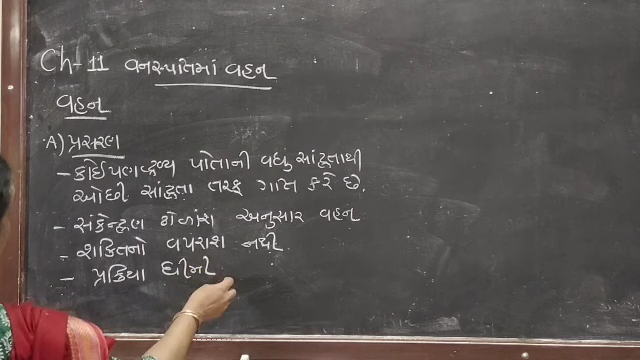 Ch-11 વનસ્પતિમાં વહન
વહન
A) પ્રસરણ
- કોઈપણ દ્રવ્ય પોતાની વધુ સાંદ્રતાથી
ઓછી સાંદ્રતા તરફ ગતિ કરે છે.
- સંકેન્દ્રણ ઢોળાંશ અનુસાર વહન
- શક્તિનો વપરાશ નથી.
- પ્રક્રિયા ધીમી